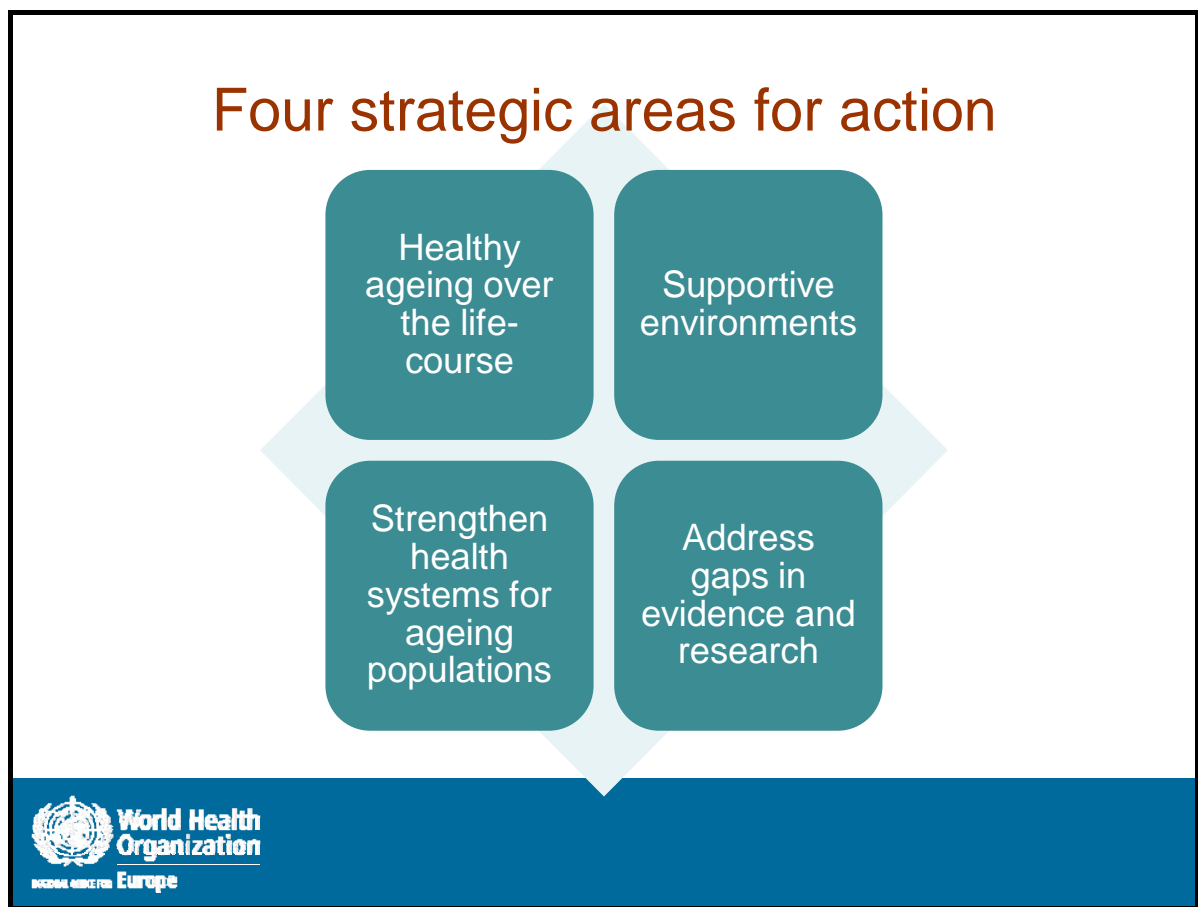 Four strategic areas for action
Healthy
ageing over
the life-
course
Supportive
environments
Strengthen
health
systems for
ageing
populations
Address
gaps in
evidence and
research
World Health
Organization
Europe